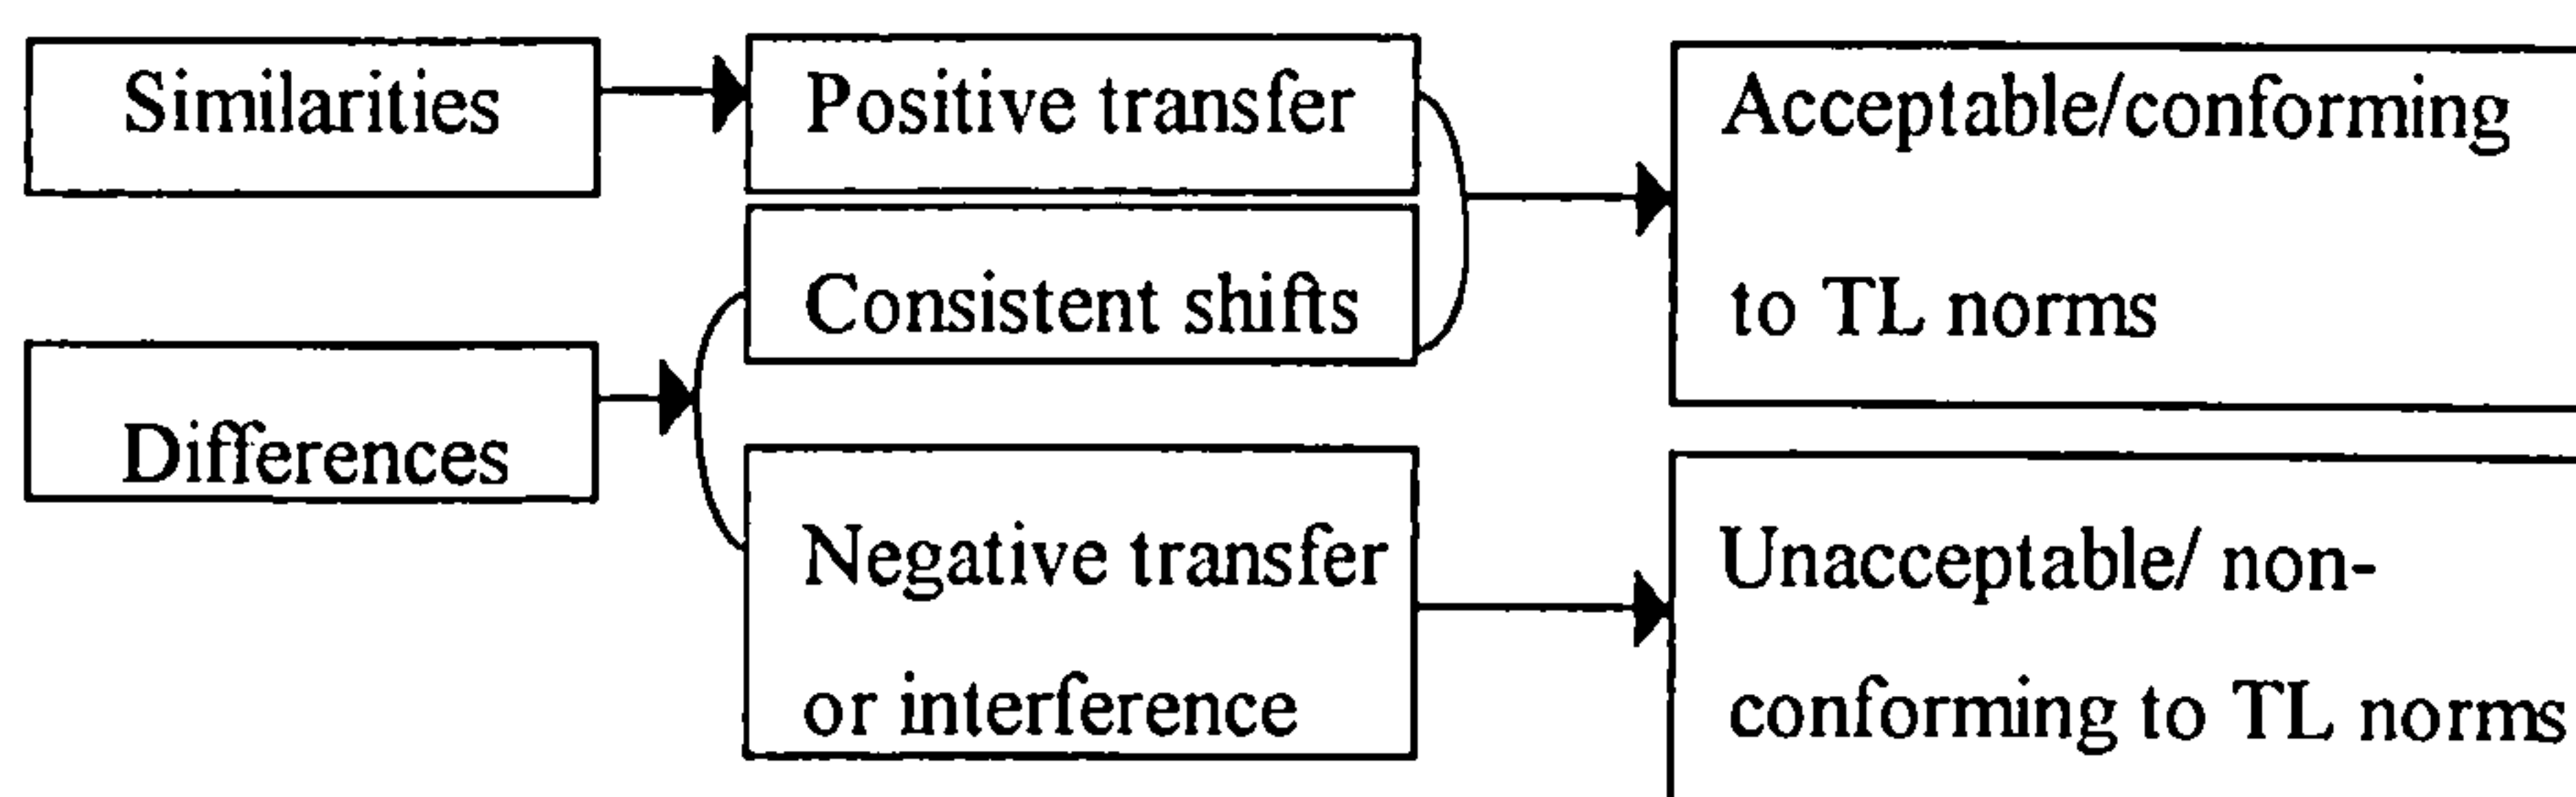 Similarities
Positive transfer
Acceptable/conforming
to TL norms
Consistent shifts
Differences
Negative transfer
or interference
Unacceptable/ non-
conforming to TL norms